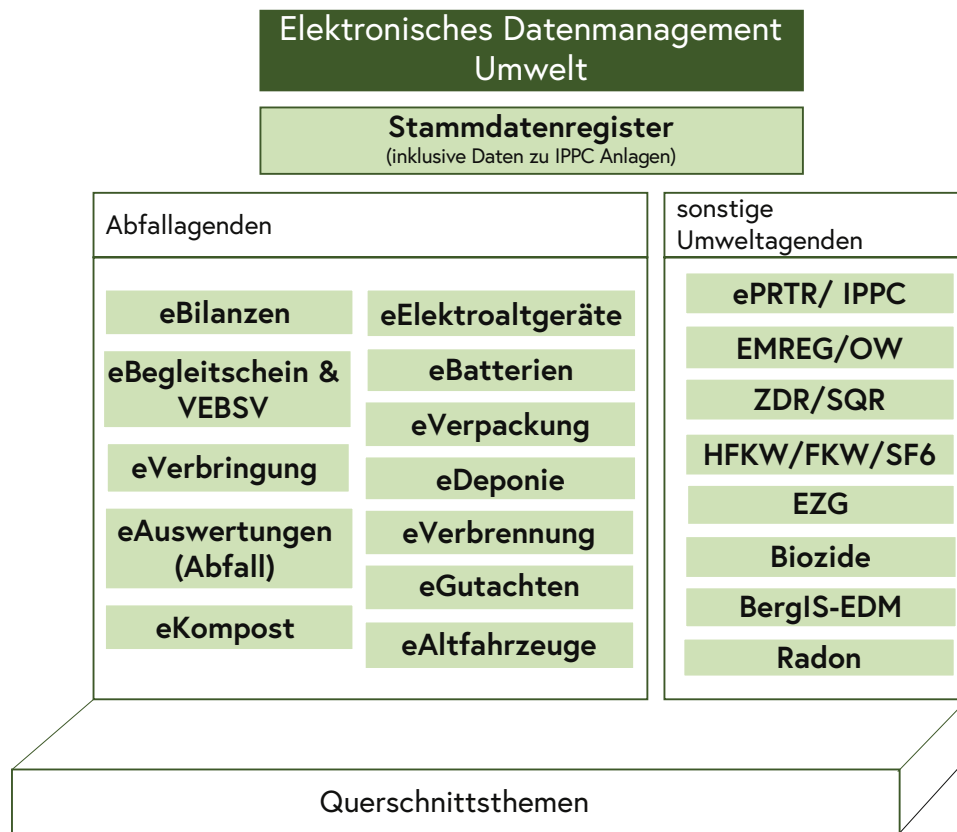 Elektronisches Datenmanagement
Umwelt
Stammdatenregister
(inklusive Daten zu IPPC Anlagen)
Abfallagenden
eBilanzen
eBegleitschein &
VEBSV
eVerbringung
eAuswertungen
(Abfall)
eKompost
eElektroaltgeräte
eBatterien
eVerpackung
eDeponie
eVerbrennung
eGutachten
eAltfahrzeuge
sonstige
Umweltagenden
ePRTR/ IPPC
EMREG/OW
ZDR/SQR
HFKW/FKW/SF6
EZG
Biozide
BergIS-EDM
Radon
Querschnittsthemen